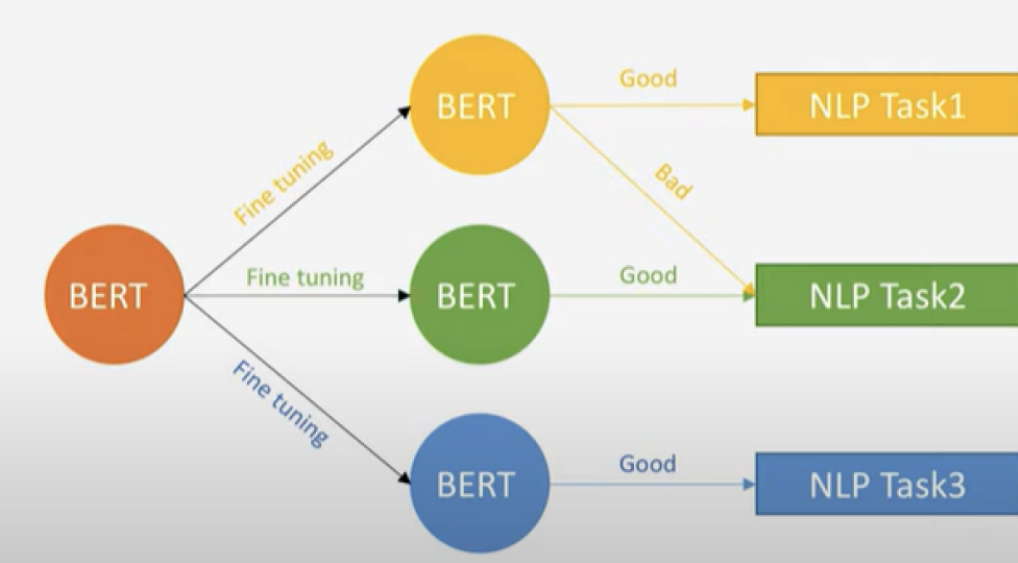 BERT
Fine tuning
Fine tuning
Fine tuning
BERT
BERT
BERT
Good
Bad
Good
Good
NLP Task1
NLP Task2
NLP Task3